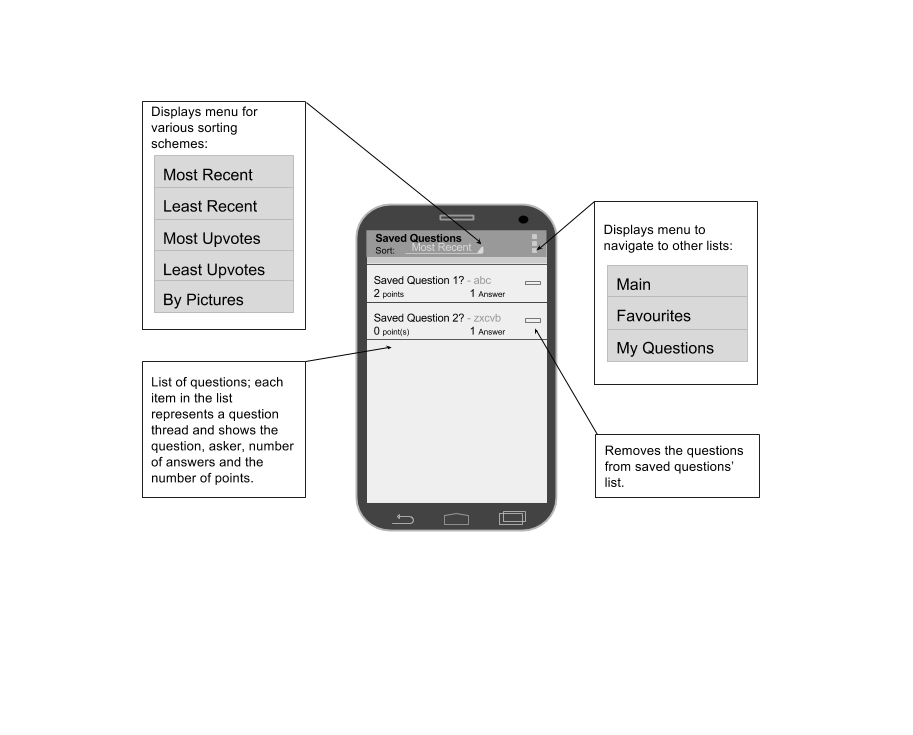 Displays menu for
various sorting
schemes:
Most Recent
Least Recent
Most Upvotes
Least Upvotes
By Pictures
Saved Questions
Sort: Most Recent
Saved Question 1? - abc
2 points 1 Answer
Saved Question 2? - zxcvb
0 point(s) 1 Answer
Displays menu to
navigate to other lists:
Main
Favourites
My Questions
List of questions; each
item in the list
represents a question
thread and shows the
question, asker, number
of answers and the
number of points.
Removes the questions
from saved questions’
list.